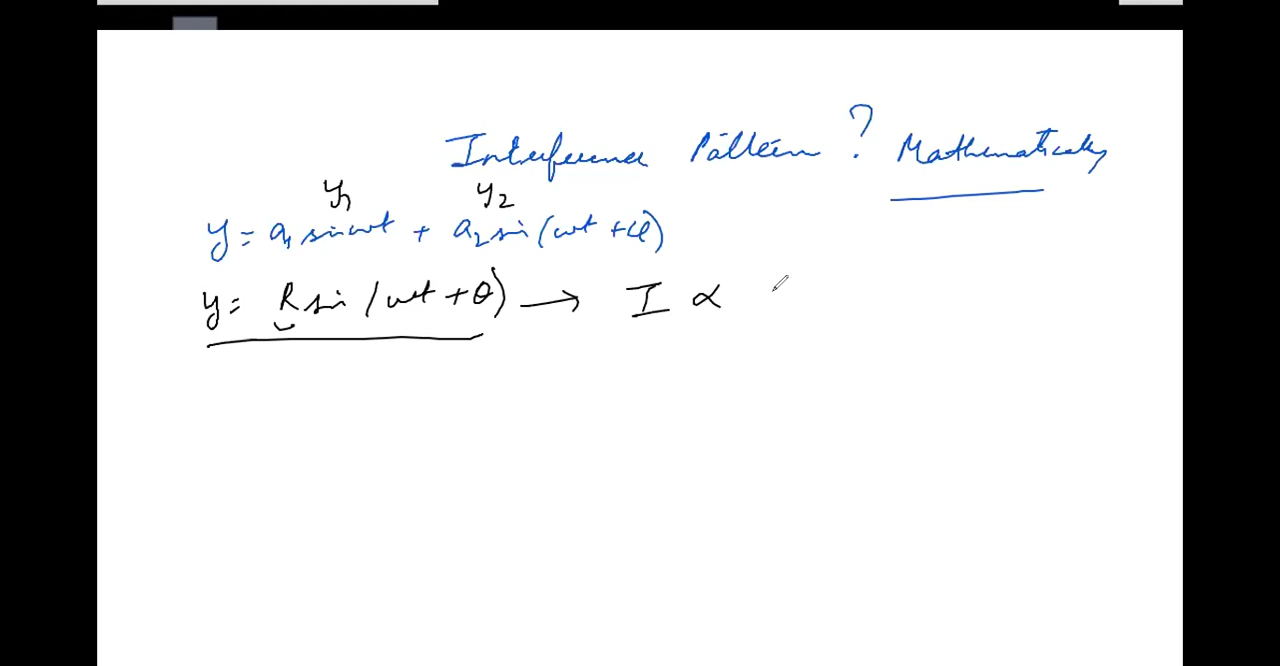 Interference Pattern ? Mathematically
y₁ y₂
y = a₁ sin ωt + a₂ sin (ωt + φ)
y = R sin (ωt + θ) → I ∝